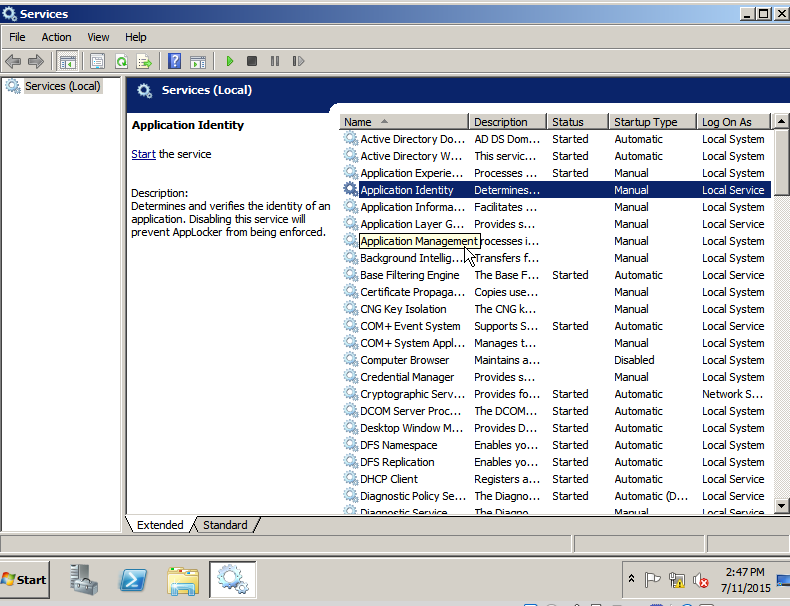 Services
File Action View Help
Services (Local)
Services (Local)
Application Identity
Start the service
Description:
Determines and verifies the identity of an
application. Disabling this service will
prevent AppLocker from being enforced.
Name Description Status Startup Type Log On As
Active Directory Do... AD DS Dom... Started Automatic Local System
Active Directory W... This servic... Started Automatic Local System
Application Experie... Processes ... Started Manual Local System
Application Identity Determines... Manual Local Service
Application Informa... Facilitates ... Manual Local System
Application Layer G... Provides s... Manual Local Service
Application Management rocesses i... Manual Local System
Background Intellig... Transfers f... Manual Local System
Base Filtering Engine The Base F... Started Automatic Local Service
Certificate Propaga... Copies use... Manual Local System
CNG Key Isolation The CNG k... Manual Local System
COM+ Event System Supports S... Started Automatic Local Service
COM+ System Appl... Manages t... Manual Local System
Computer Browser Maintains a... Disabled Local System
Credential Manager Provides s... Manual Local System
Cryptographic Serv... Provides fo... Started Automatic Network S...
DCOM Server Proc... The DCOM... Started Automatic Local System
Desktop Window M... Provides D... Started Automatic Local System
DFS Namespace Enables yo... Started Automatic Local System
DFS Replication Enables yo... Started Automatic Local System
DHCP Client Registers a... Started Automatic Local Service
Diagnostic Policy Se... The Diagno... Started Automatic (D... Local Service
Diagnostic Service ... The Diagno... Manual Local Service
Extended Standard
Start
2:47 PM
7/11/2015